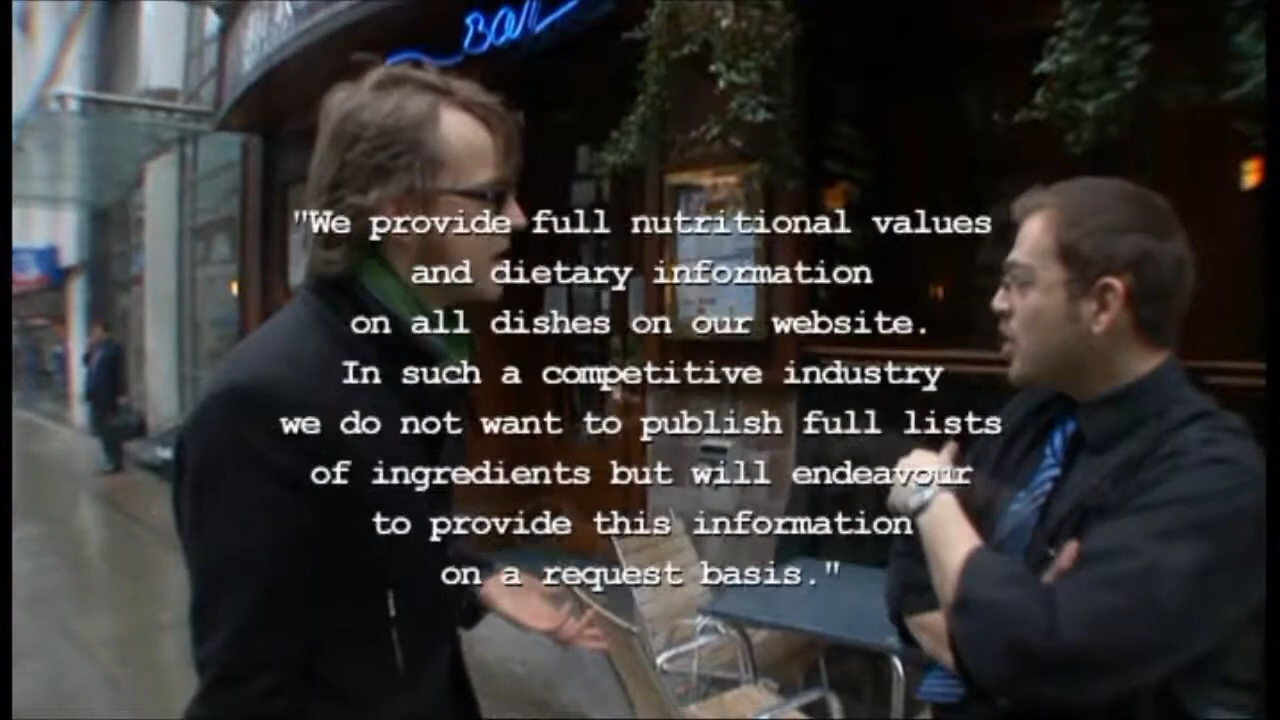 Bar
"We provide full nutritional values
and dietary information
on all dishes on our website.
In such a competitive industry
we do not want to publish full lists
of ingredients but will endeavour
to provide this information
on a request basis."